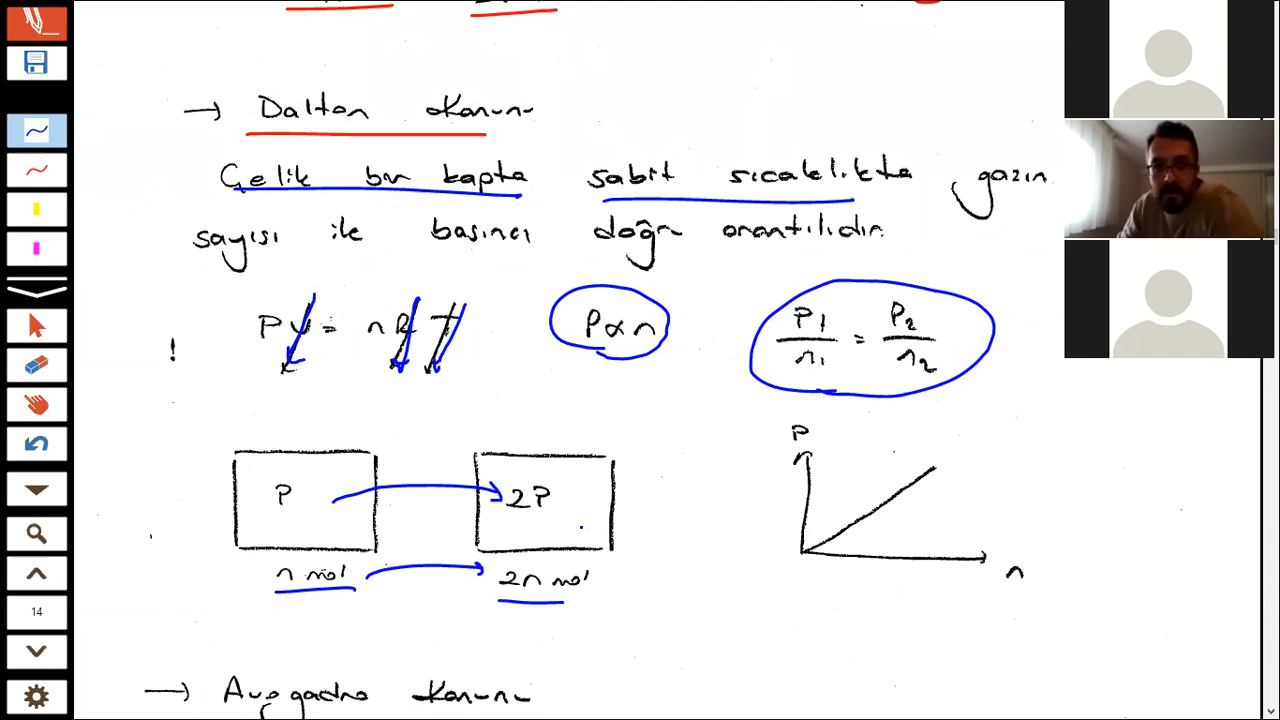 → Dalton Kanunu
Çelik bir kapta sabit sıcaklıkta gazın
sayısı ile basıncı doğru orantılıdır.
PV = nRT
P∝n
P1/n1 = P2/n2
!
P
2P
n mol
2n mol
P
n
14
→ Avogadro Kanunu